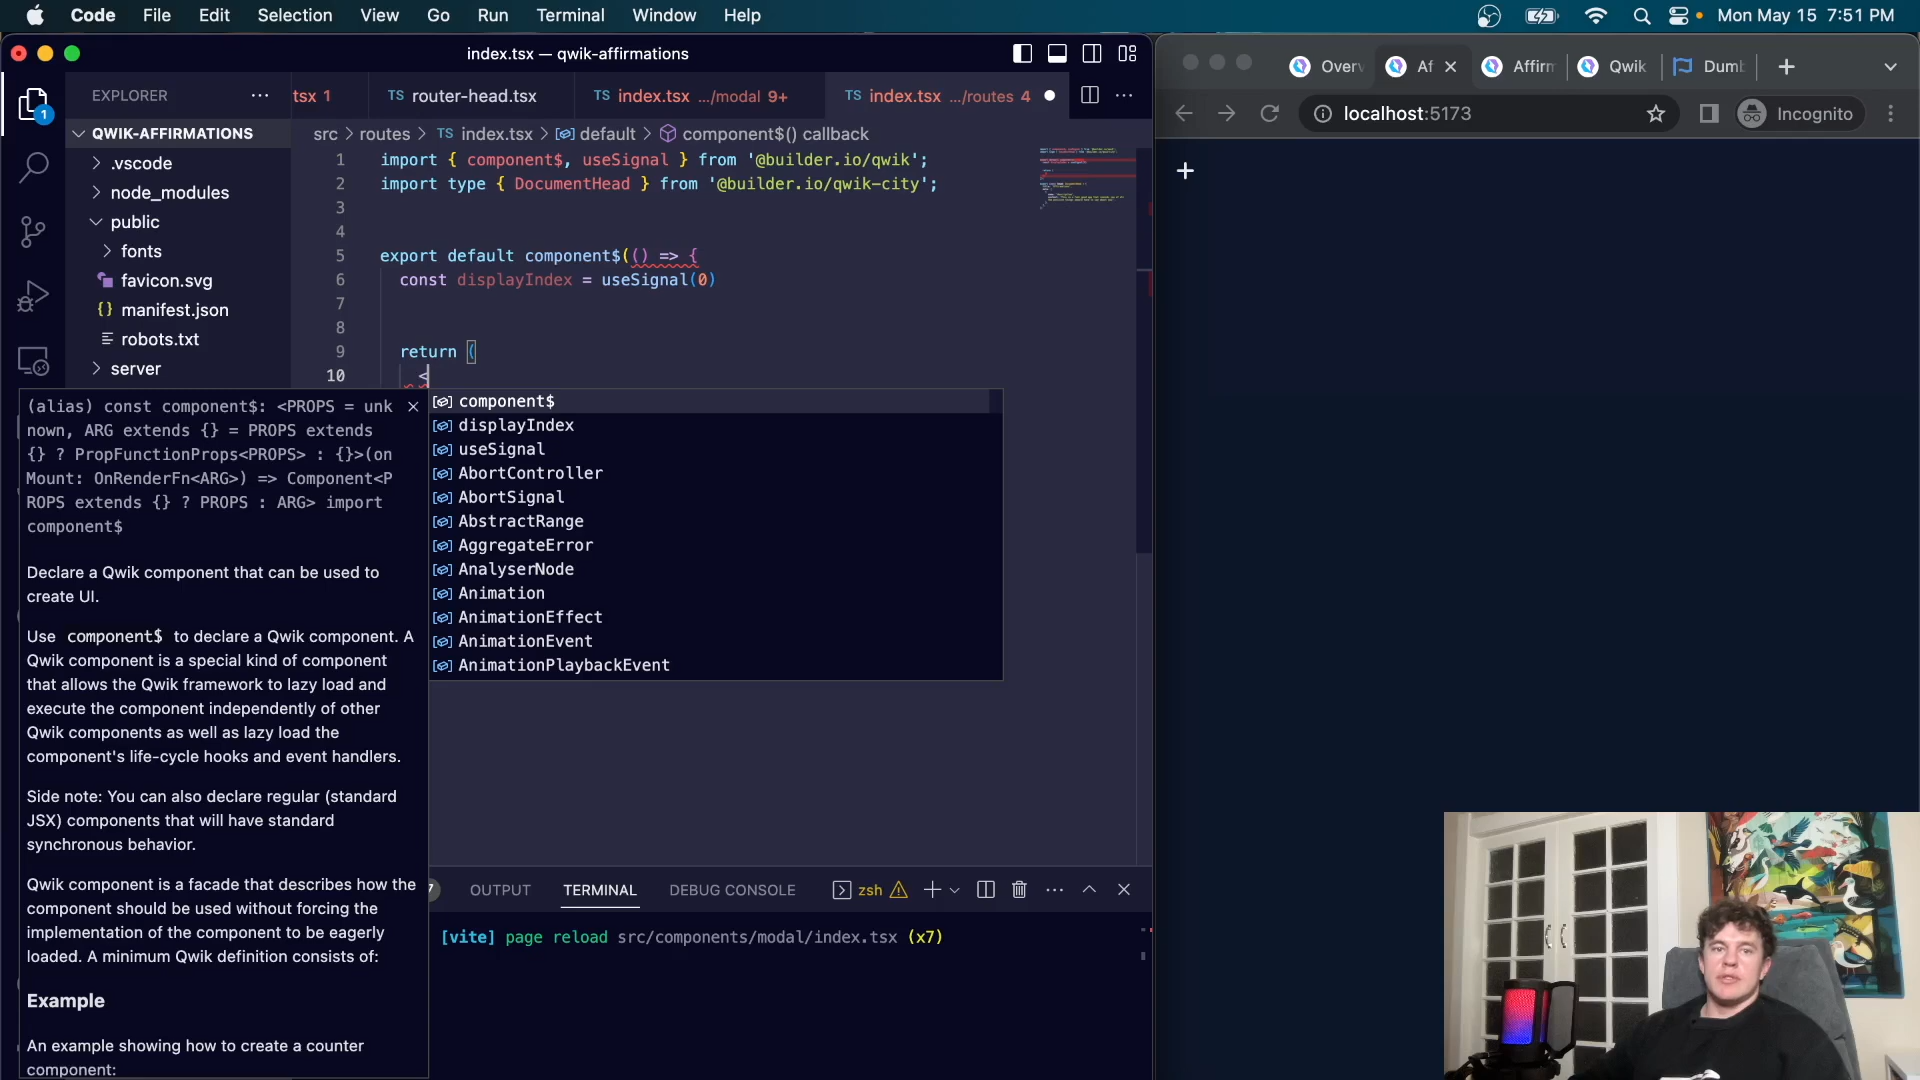 Code File Edit Selection View Go Run Terminal Window Help
Mon May 15 7:51 PM
index.tsx — qwik-affirmations
EXPLORER
tsx 1
TS router-head.tsx
TS index.tsx .../modal 9+
TS index.tsx .../routes 4
1
QWIK-AFFIRMATIONS
.vscode
node_modules
public
fonts
favicon.svg
{} manifest.json
robots.txt
server
src > routes > TS index.tsx > default > component$() callback
1 import { component$, useSignal } from '@builder.io/qwik';
2 import type { DocumentHead } from '@builder.io/qwik-city';
3
4
5 export default component$(() => {
6 const displayIndex = useSignal(0)
7
8
9 return (
10 <
(alias) const component$: <PROPS = unk
nown, ARG extends {} = PROPS extends
{} ? PropFunctionProps<PROPS> : {}>(on
Mount: OnRenderFn<ARG>) => Component<P
ROPS extends {} ? PROPS : ARG> import
component$
Declare a Qwik component that can be used to
create UI.
Use component$ to declare a Qwik component. A
Qwik component is a special kind of component
that allows the Qwik framework to lazy load and
execute the component independently of other
Qwik components as well as lazy load the
component's life-cycle hooks and event handlers.
Side note: You can also declare regular (standard
JSX) components that will have standard
synchronous behavior.
Qwik component is a facade that describes how the
component should be used without forcing the
implementation of the component to be eagerly
loaded. A minimum Qwik definition consists of:
Example
An example showing how to create a counter
component:
component$
displayIndex
useSignal
AbortController
AbortSignal
AbstractRange
AggregateError
AnalyserNode
Animation
AnimationEffect
AnimationEvent
AnimationPlaybackEvent
7 OUTPUT TERMINAL DEBUG CONSOLE zsh
[vite] page reload src/components/modal/index.tsx (x7)
Overv
Af
Affirm
Qwik
Dumb
localhost:5173
Incognito